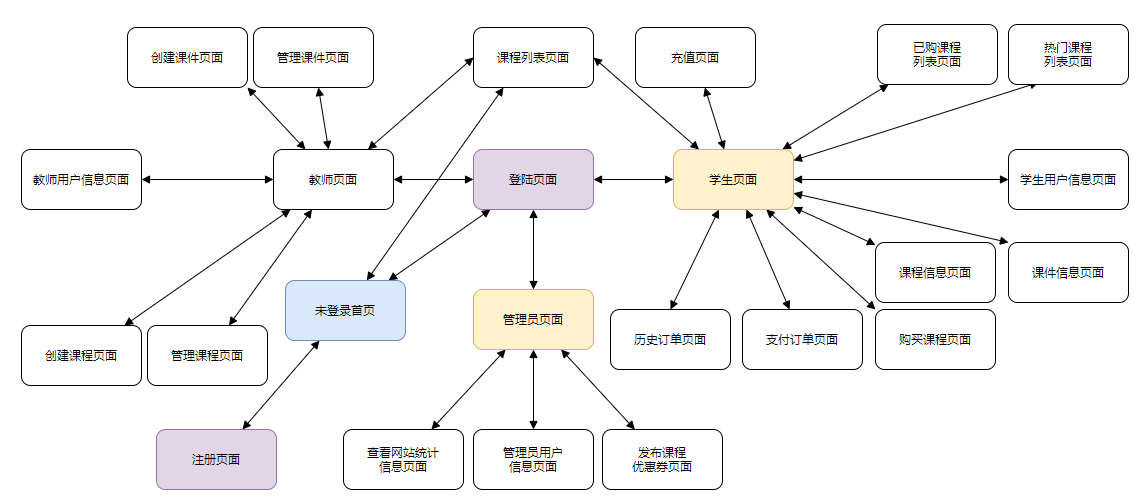 创建课件页面
管理课件页面
课程列表页面
充值页面
已购课程
列表页面
热门课程
列表页面
教师用户信息页面
教师页面
登陆页面
学生页面
学生用户信息页面
课程信息页面
课件信息页面
未登录首页
管理员页面
历史订单页面
支付订单页面
购买课程页面
创建课程页面
管理课程页面
注册页面
查看网站统计
信息页面
管理员用户
信息页面
发布课程
优惠券页面